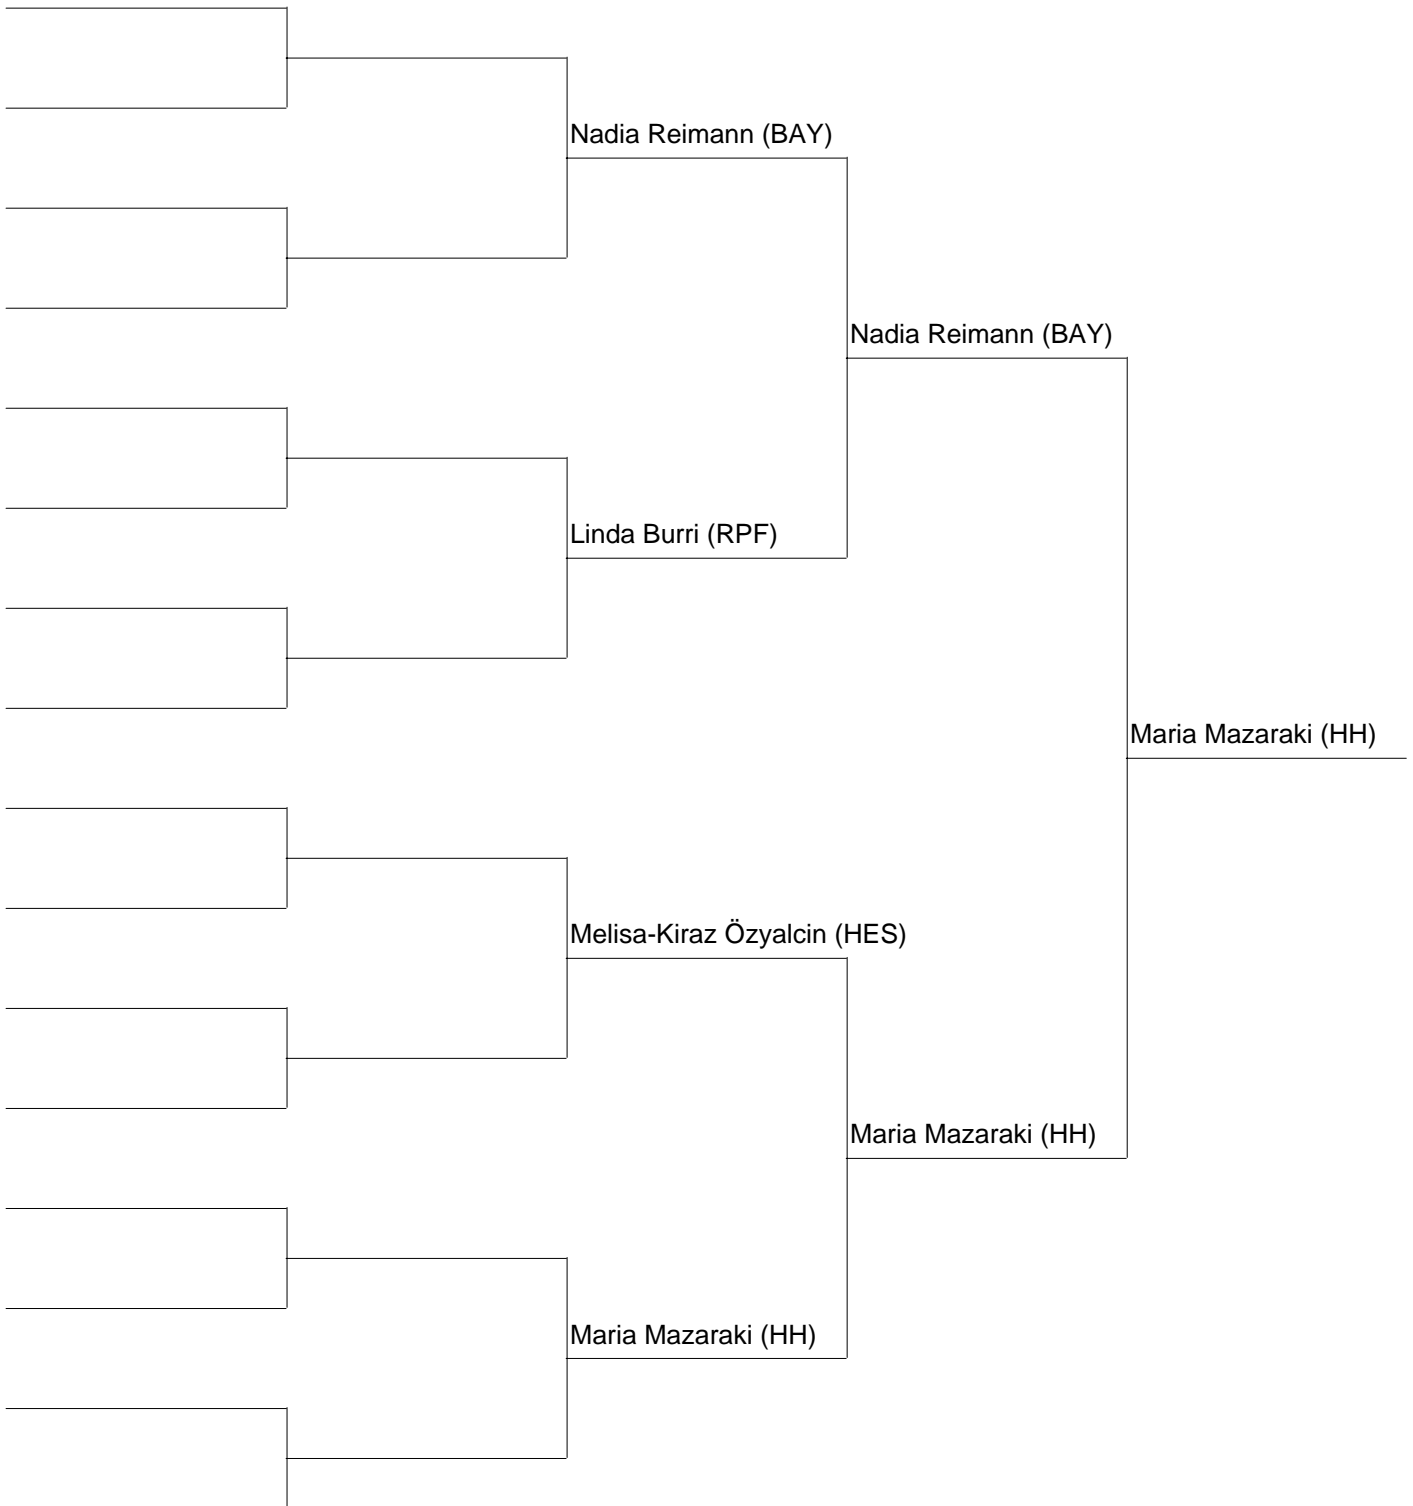 Nadia Reimann (BAY)
Nadia Reimann (BAY)
Linda Burri (RPF)
Maria Mazaraki (HH)
Melisa-Kiraz Özyalcin (HES)
Maria Mazaraki (HH)
Maria Mazaraki (HH)